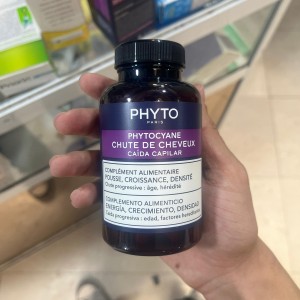 PHYTO
PARIS
PHYTOCYANE
CHUTE DE CHEVEUX
CAÍDA CAPILAR
COMPLÉMENT ALIMENTAIRE
POUSSE, CROISSANCE, DENSITÉ
Chute progressive : âge, hérédité
COMPLEMENTO ALIMENTICIO
ENERGÍA, CRECIMIENTO, DENSIDAD
Caída progresiva : edad, factores hereditarios